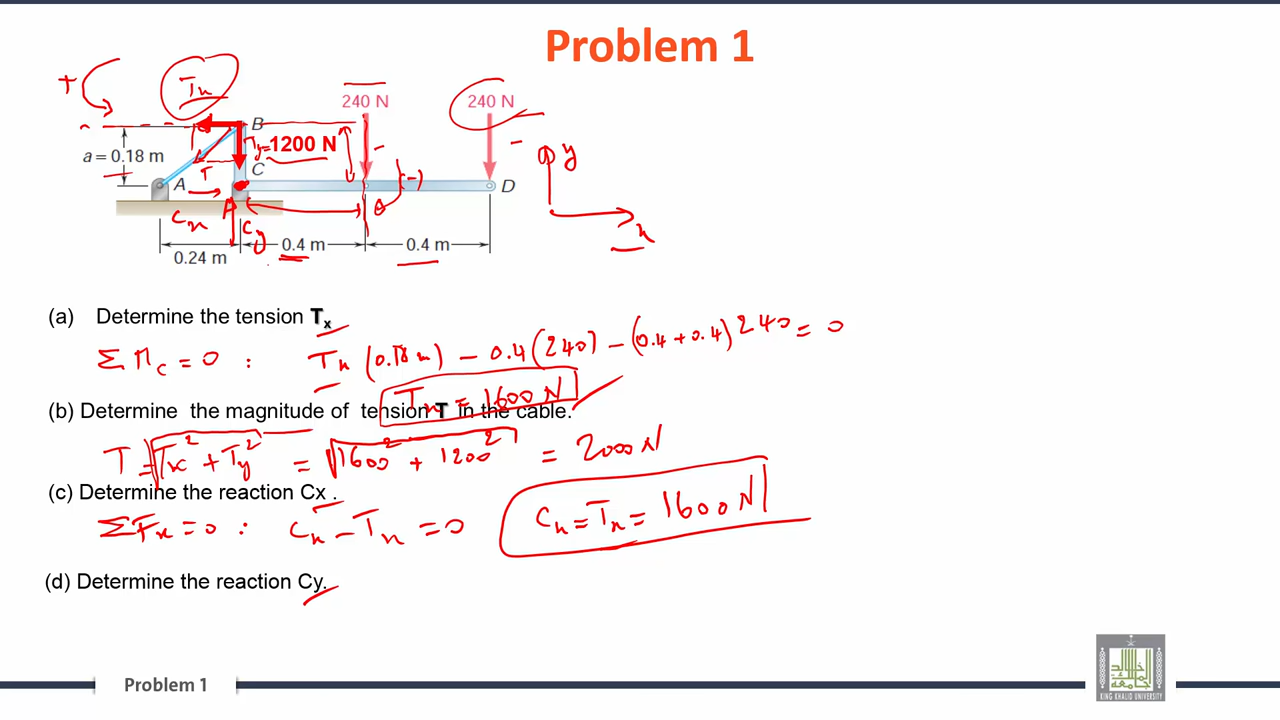 Problem 1
+
Tx
240 N
240 N
B
a = 0.18 m
Ty=1200 N
-
-
y
C
T
A
(-)
D
Cx
Cy
x
0.4 m
0.4 m
0.24 m
(a) Determine the tension Tx
ΣMc = 0 : Tx (0.18 m) - 0.4(240) - (0.4+0.4)240 = 0
Tx = 1600 N
(b) Determine the magnitude of tension T in the cable.
T = √Tx² + Ty² = √1600² + 1200² = 2000 N
(c) Determine the reaction Cx .
ΣFx = 0 : Cx - Tx = 0 Cx = Tx = 1600 N
(d) Determine the reaction Cy.
Problem 1
KING KHALID UNIVERSITY